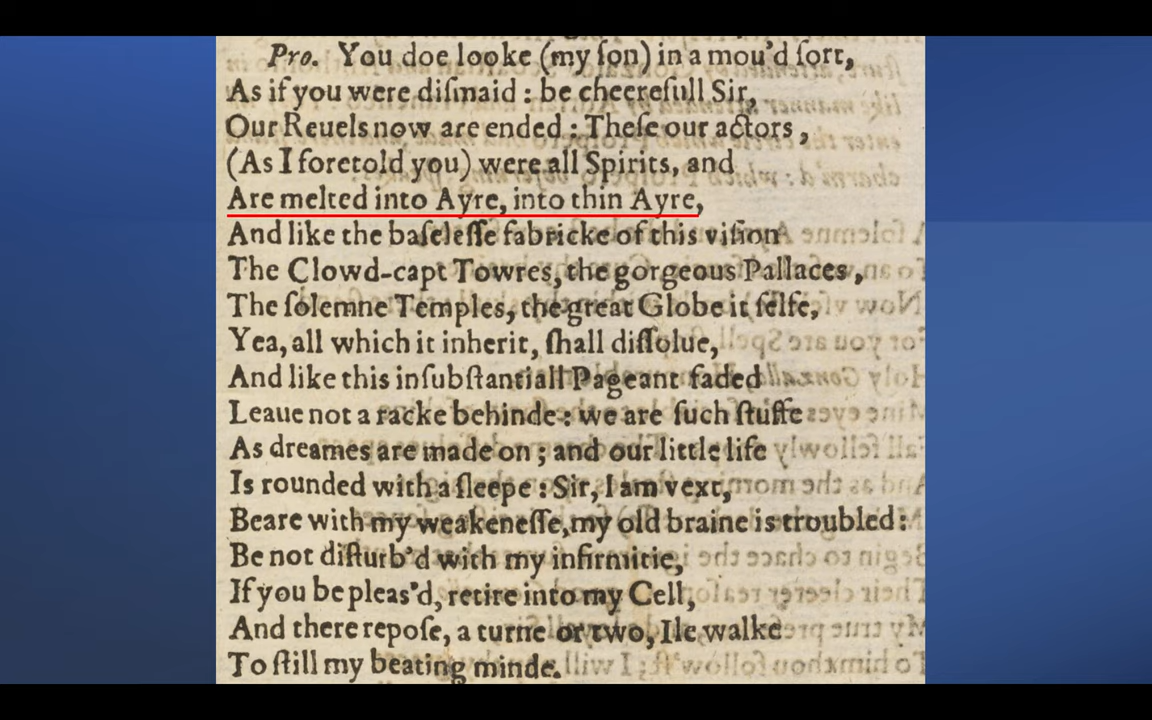 Pro. You doe looke (my ſon) in a mou'd ſort,
As if you were diſmaid : be cheerefull Sir,
Our Reuels now are ended : Theſe our actors ,
(As I foretold you) were all Spirits, and
Are melted into Ayre, into thin Ayre,
And like the baſeleſſe fabricke of this viſion
The Clowd-capt Towres, the gorgeous Pallaces ,
The ſolemne Temples, the great Globe it ſelfe,
Yea, all which it inherit, ſhall diſſolue,
And like this inſubſtantiall Pageant faded
Leaue not a racke behinde : we are ſuch ſtuffe
As dreames are made on ; and our little life
Is rounded with a ſleepe : Sir, I am vext,
Beare with my weakeneſſe, my old braine is troubled :
Be not diſturb'd with my infirmitie,
If you be pleas'd, retire into my Cell,
And there repoſe, a turne or two, Ile walke
To ſtill my beating minde.